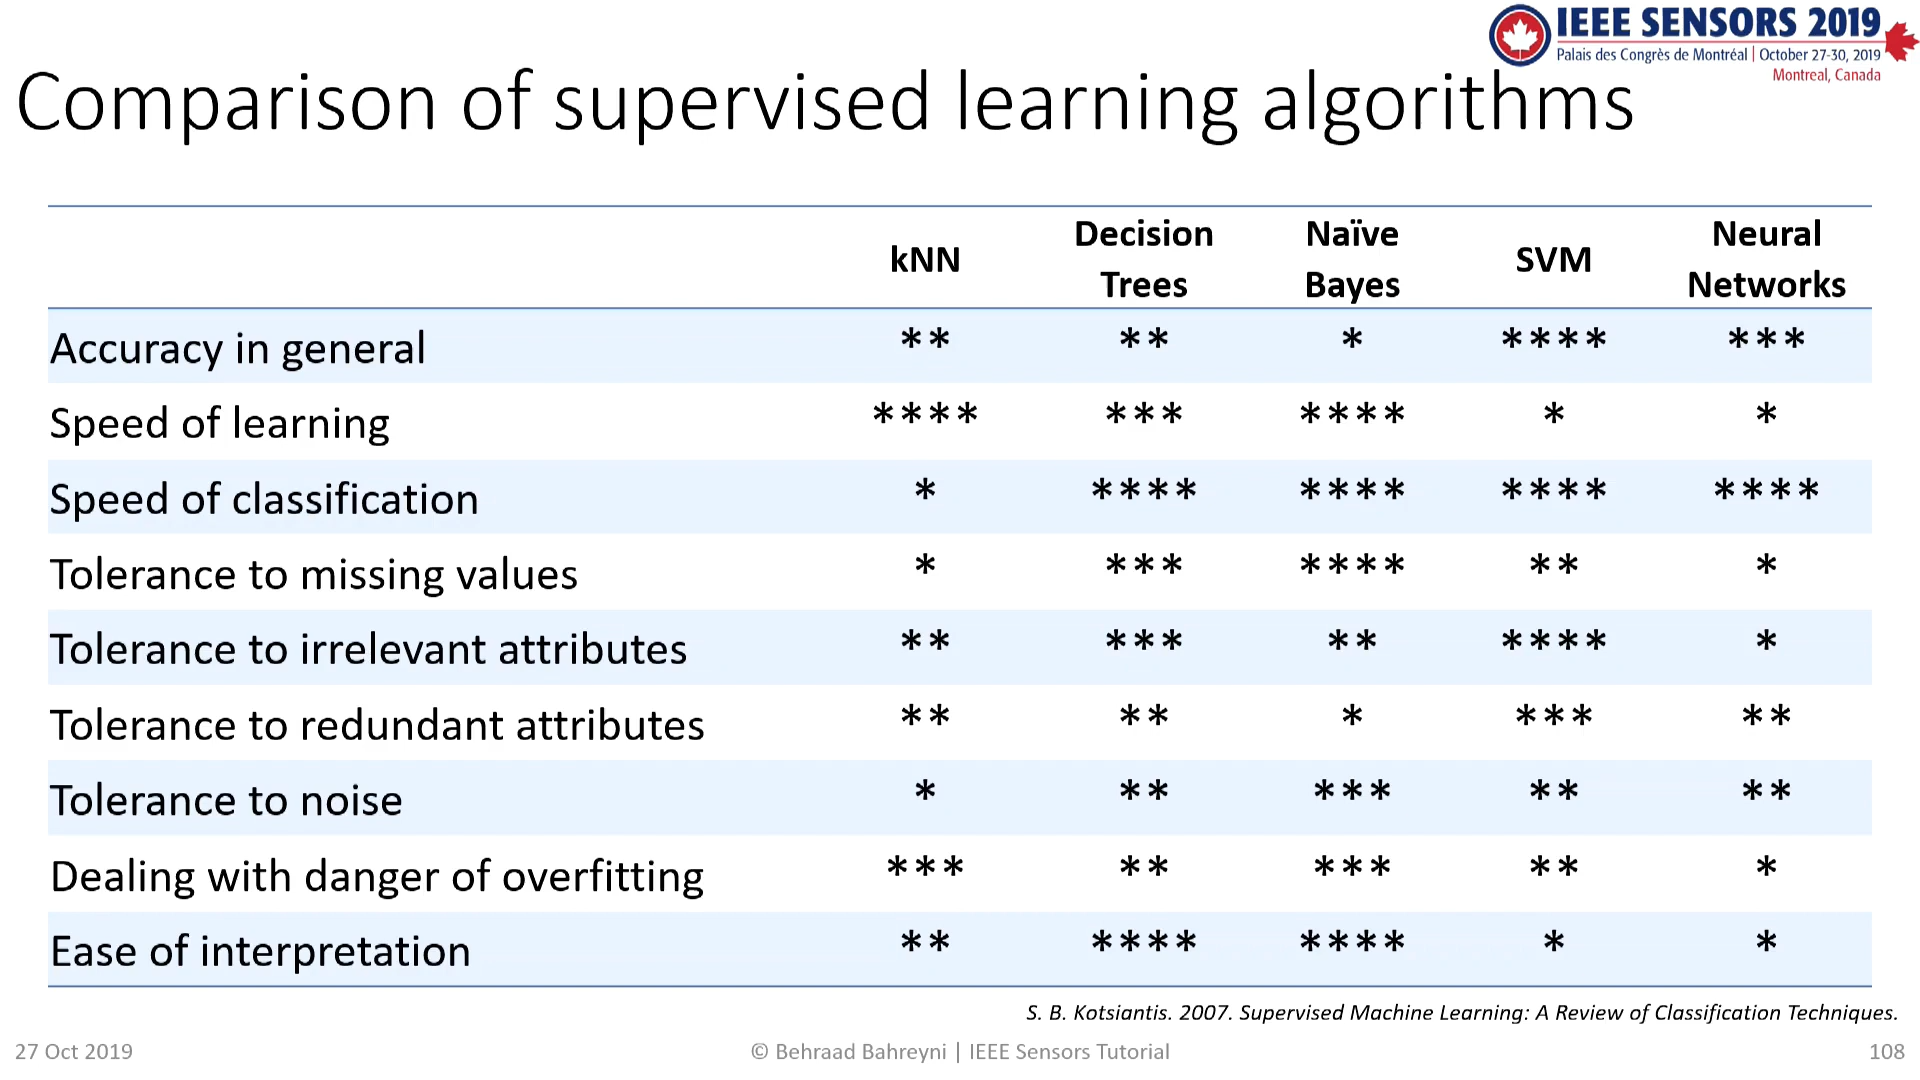 IEEE SENSORS 2019
Palais des Congrès de Montréal | October 27-30, 2019
Montreal, Canada
Comparison of supervised learning algorithms
kNN Decision Trees Naïve Bayes SVM Neural Networks
Accuracy in general ** ** * **** ***
Speed of learning **** *** **** * *
Speed of classification * **** **** **** ****
Tolerance to missing values * *** **** ** *
Tolerance to irrelevant attributes ** *** ** **** *
Tolerance to redundant attributes ** ** * *** **
Tolerance to noise * ** *** ** **
Dealing with danger of overfitting *** ** *** ** *
Ease of interpretation ** **** **** * *
S. B. Kotsiantis. 2007. Supervised Machine Learning: A Review of Classification Techniques.
27 Oct 2019 © Behraad Bahreyni | IEEE Sensors Tutorial 108